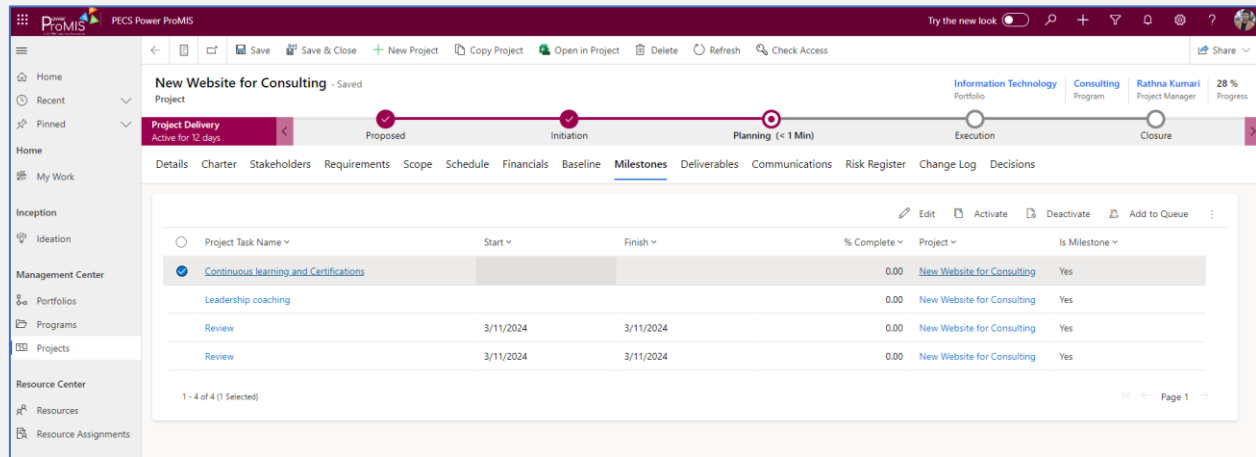 Power ProMIS PECS Power ProMIS Try the new look
Save Save & Close New Project Copy Project Open in Project Delete Refresh Check Access Share
Home
Recent
Pinned
Home
My Work
Inception
Ideation
Management Center
Portfolios
Programs
Projects
Resource Center
Resources
Resource Assignments
New Website for Consulting - Saved
Project
Information Technology Consulting Rathna Kumari 28 %
Portfolio Program Project Manager Progress
Project Delivery
Active for 12 days
Proposed Initiation Planning (< 1 Min) Execution Closure
Details Charter Stakeholders Requirements Scope Schedule Financials Baseline Milestones Deliverables Communications Risk Register Change Log Decisions
Edit Activate Deactivate Add to Queue
Project Task Name Start Finish % Complete Project Is Milestone
Continuous learning and Certifications 0.00 New Website for Consulting Yes
Leadership coaching 0.00 New Website for Consulting Yes
Review 3/11/2024 3/11/2024 0.00 New Website for Consulting Yes
Review 3/11/2024 3/11/2024 0.00 New Website for Consulting Yes
1 - 4 of 4 (1 Selected) Page 1